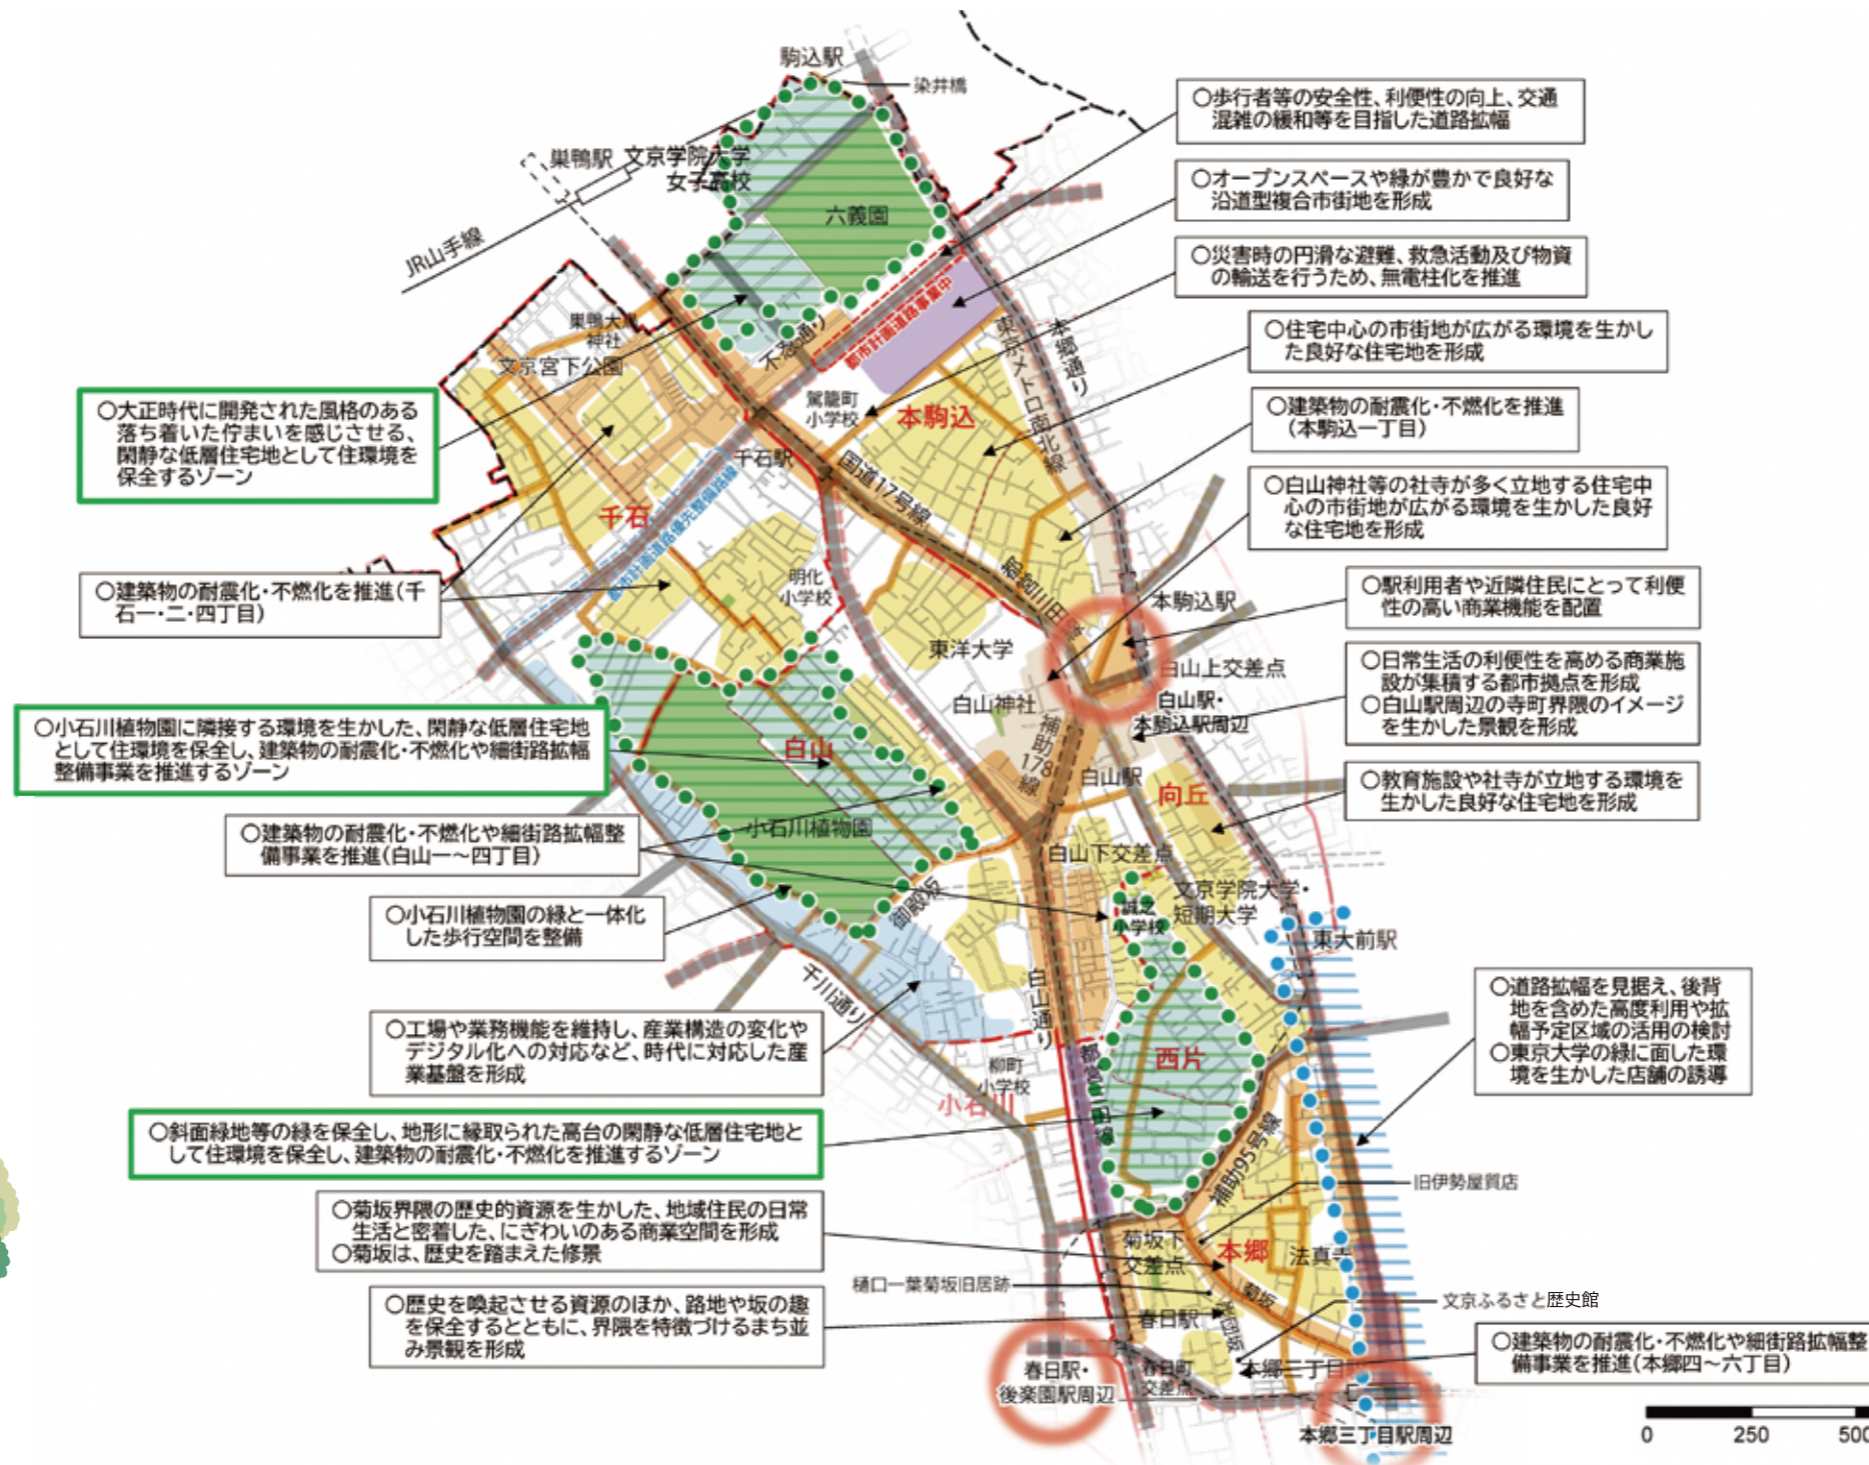 駒込駅
染井橋
巣鴨駅
文京学院大学
女子高校
六義園
JR山手線
巣鴨大鳥
神社
文京宮下公園
不忍通り
都市計画道路事業中
東京メトロ南北線
本郷通り
駕籠町
小学校
本駒込
千石駅
国道17号線
千石
都市計画道路優先整備路線
明化
小学校
東洋大学
本駒込駅
白山上交差点
白山神社
白山駅・
本駒込駅周辺
補助178号線
白山
白山駅
向丘
小石川植物園
白山下交差点
文京学院大学・
短期大学
誠之
小学校
御殿坂
東大前駅
千川通り
白山通り
柳町
小学校
小石川
西片
補助95号線
旧伊勢屋質店
菊坂下
交差点
本郷
法真寺
樋口一葉菊坂旧居跡
菊坂
文京ふるさと歴史館
春日駅
春日駅・
後楽園駅周辺
春日町
交差点
本郷三丁目駅
本郷三丁目駅周辺
○歩行者等の安全性、利便性の向上、交通
混雑の緩和等を目指した道路拡幅
○オープンスペースや緑が豊かで良好な
沿道型複合市街地を形成
○災害時の円滑な避難、救急活動及び物資
の輸送を行うため、無電柱化を推進
○住宅中心の市街地が広がる環境を生かし
た良好な住宅地を形成
○建築物の耐震化・不燃化を推進
（本駒込一丁目）
○白山神社等の社寺が多く立地する住宅中
心の市街地が広がる環境を生かした良好
な住宅地を形成
○駅利用者や近隣住民にとって利便
性の高い商業機能を配置
○日常生活の利便性を高める商業施
設が集積する都市拠点を形成
○白山駅周辺の寺町界隈のイメージ
を生かした景観を形成
○教育施設や社寺が立地する環境を
生かした良好な住宅地を形成
○道路拡幅を見据え、後背
地を含めた高度利用や拡
幅予定区域の活用の検討
○東京大学の緑に面した環
境を生かした店舗の誘導
○建築物の耐震化・不燃化や細街路拡幅整
備事業を推進（本郷四～六丁目）
○大正時代に開発された風格のある
落ち着いた佇まいを感じさせる、
閑静な低層住宅地として住環境を
保全するゾーン
○建築物の耐震化・不燃化を推進（千
石一・二・四丁目）
○小石川植物園に隣接する環境を生かした、閑静な低層住宅地
として住環境を保全し、建築物の耐震化・不燃化や細街路拡幅
整備事業を推進するゾーン
○建築物の耐震化・不燃化や細街路拡幅整
備事業を推進（白山一～四丁目）
○小石川植物園の緑と一体化
した歩行空間を整備
○工場や業務機能を維持し、産業構造の変化や
デジタル化への対応など、時代に対応した産
業基盤を形成
○斜面緑地等の緑を保全し、地形に縁取られた高台の閑静な低層住宅地と
して住環境を保全し、建築物の耐震化・不燃化を推進するゾーン
○菊坂界隈の歴史的資源を生かした、地域住民の日常
生活と密着した、にぎわいのある商業空間を形成
○菊坂は、歴史を踏まえた修景
○歴史を喚起させる資源のほか、路地や坂の趣
を保全するとともに、界隈を特徴づけるまち並
み景観を形成
0 250 500